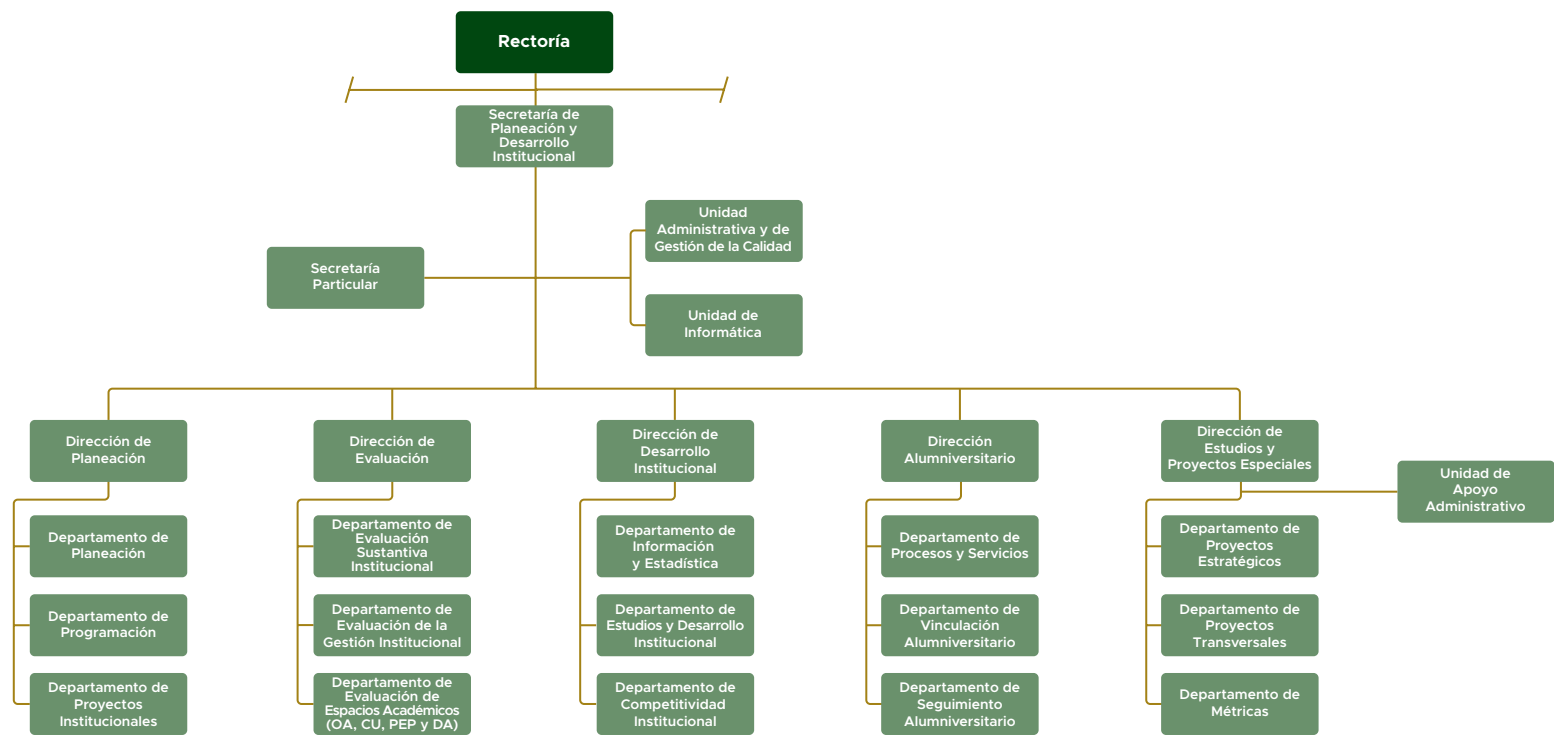 Rectoría
Secretaría de
Planeación y
Desarrollo
Institucional
Unidad
Administrativa y de
Gestión de la Calidad
Secretaría
Particular
Unidad de
Informática
Dirección de
Planeación
Dirección de
Evaluación
Dirección de
Desarrollo
Institucional
Dirección
Alumniversitario
Dirección de
Estudios y
Proyectos Especiales
Unidad de
Apoyo
Administrativo
Departamento de
Planeación
Departamento de
Evaluación
Sustantiva
Institucional
Departamento de
Información
y Estadística
Departamento de
Procesos y Servicios
Departamento de
Proyectos
Estratégicos
Departamento de
Programación
Departamento de
Evaluación de la
Gestión Institucional
Departamento de
Estudios y Desarrollo
Institucional
Departamento de
Vinculación
Alumniversitario
Departamento de
Proyectos
Transversales
Departamento de
Proyectos
Institucionales
Departamento de
Evaluación de
Espacios Académicos
(OA, CU, PEP y DA)
Departamento de
Competitividad
Institucional
Departamento de
Seguimiento
Alumniversitario
Departamento de
Métricas